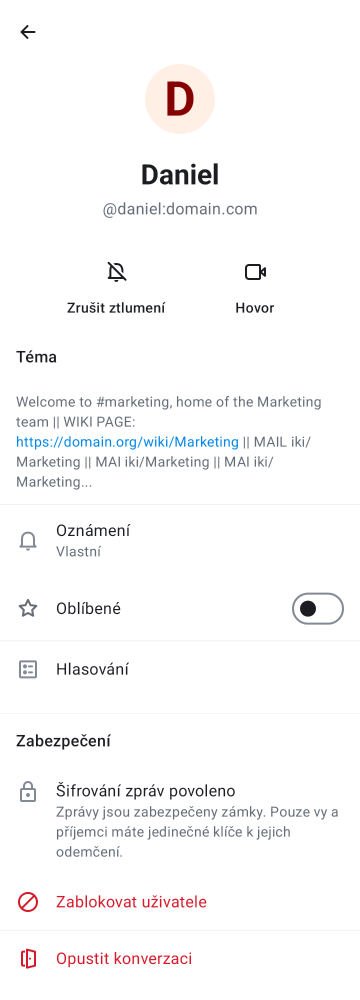 D
Daniel
@daniel:domain.com
Zrušit ztlumení
Hovor
Téma
Welcome to #marketing, home of the Marketing
team || WIKI PAGE:
https://domain.org/wiki/Marketing || MAIL iki/
Marketing || MAI iki/Marketing || MAI iki/
Marketing...
Oznámení
Vlastní
Oblíbené
Hlasování
Zabezpečení
Šifrování zpráv povoleno
Zprávy jsou zabezpečeny zámky. Pouze vy a
příjemci máte jedinečné klíče k jejich
odemčení.
Zablokovat uživatele
Opustit konverzaci